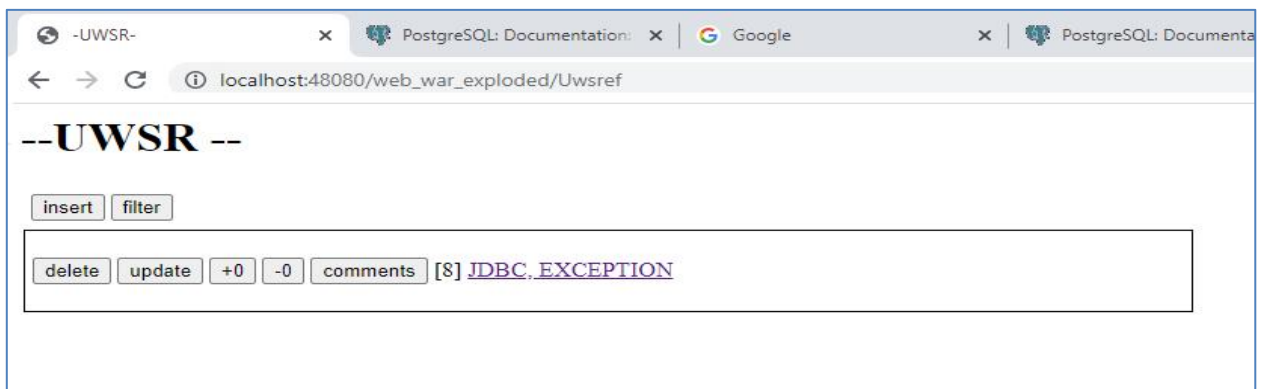 -UWSR- PostgreSQL: Documentation: Google PostgreSQL: Documenta
localhost:48080/web_war_exploded/Uwsref
--UWSR --
insert filter
delete update +0 -0 comments [8] JDBC, EXCEPTION